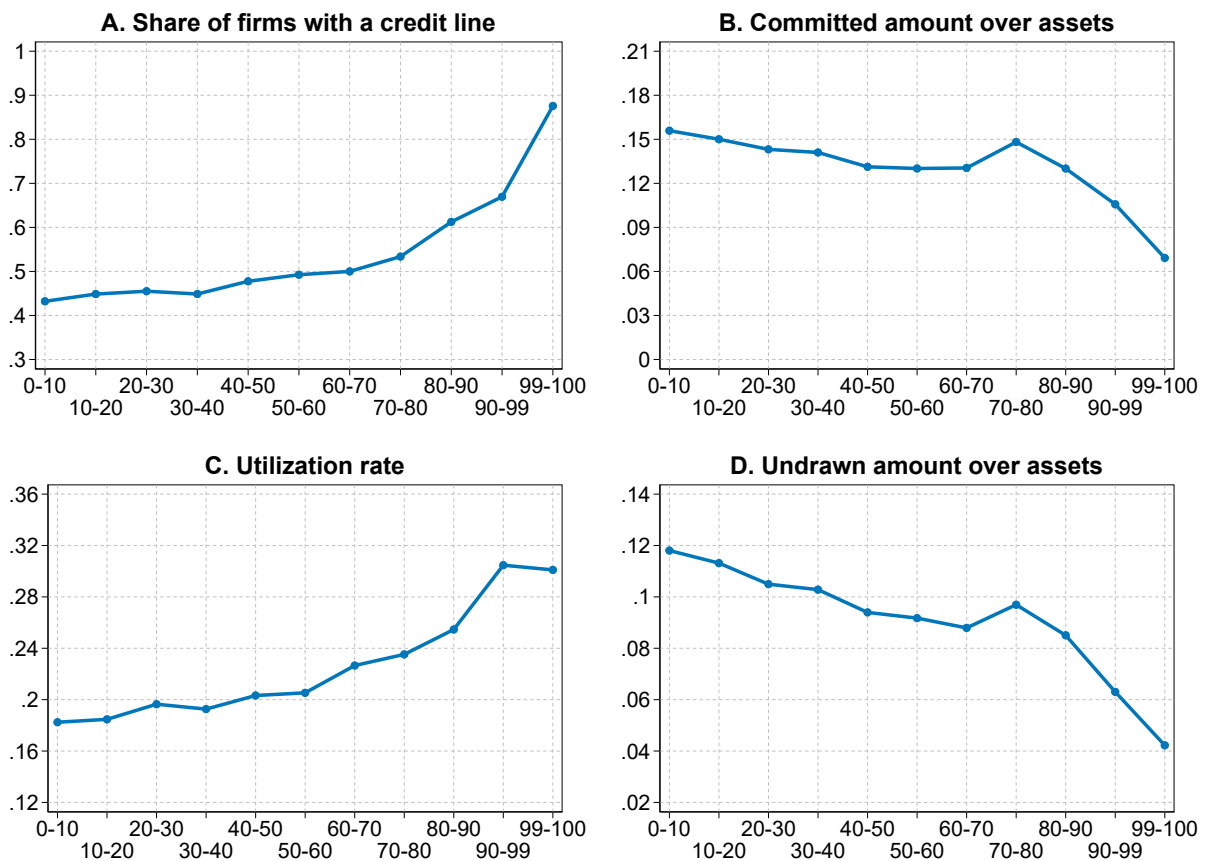 A. Share of firms with a credit line
1
.9
.8
.7
.6
.5
.4
.3
0-10 20-30 40-50 60-70 80-90 99-100
10-20 30-40 50-60 70-80 90-99
B. Committed amount over assets
.21
.18
.15
.12
.09
.06
.03
0
0-10 20-30 40-50 60-70 80-90 99-100
10-20 30-40 50-60 70-80 90-99
C. Utilization rate
.36
.32
.28
.24
.2
.16
.12
0-10 20-30 40-50 60-70 80-90 99-100
10-20 30-40 50-60 70-80 90-99
D. Undrawn amount over assets
.14
.12
.1
.08
.06
.04
.02
0-10 20-30 40-50 60-70 80-90 99-100
10-20 30-40 50-60 70-80 90-99